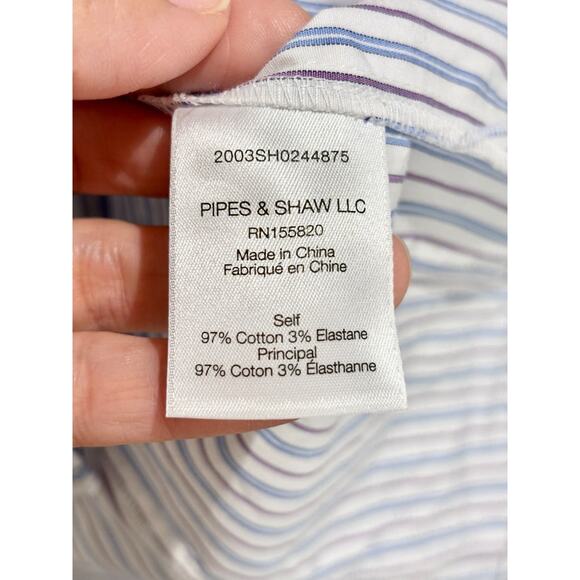 2003SH0244875
PIPES & SHAW LLC
RN155820
Made in China
Fabriqué en Chine
Self
97% Cotton 3% Elastane
Principal
97% Coton 3% Élasthanne